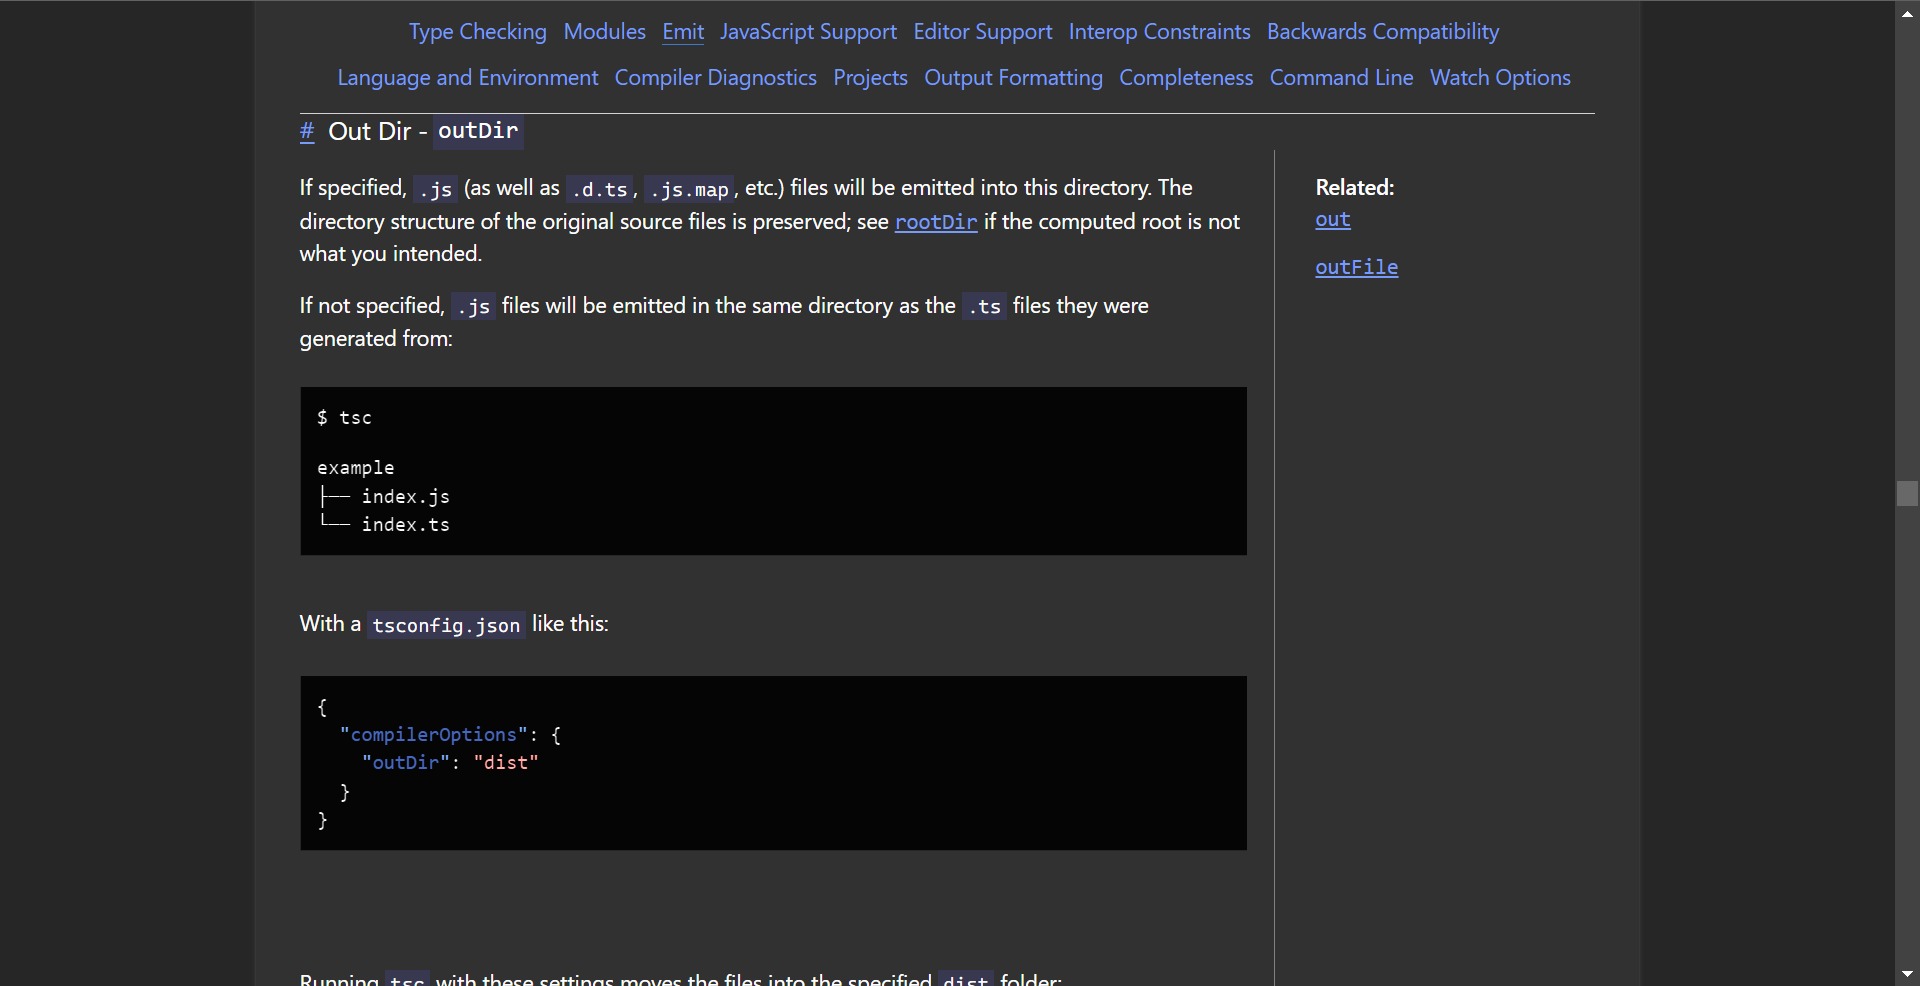 Type Checking Modules Emit JavaScript Support Editor Support Interop Constraints Backwards Compatibility
Language and Environment Compiler Diagnostics Projects Output Formatting Completeness Command Line Watch Options
# Out Dir - outDir
If specified, .js (as well as .d.ts, .js.map, etc.) files will be emitted into this directory. The
directory structure of the original source files is preserved; see rootDir if the computed root is not
what you intended.
If not specified, .js files will be emitted in the same directory as the .ts files they were
generated from:
$ tsc
example
├── index.js
└── index.ts
With a tsconfig.json like this:
{
  "compilerOptions": {
    "outDir": "dist"
  }
}
Running tsc with these settings moves the files into the specified dist folder:
Related:
out
outFile